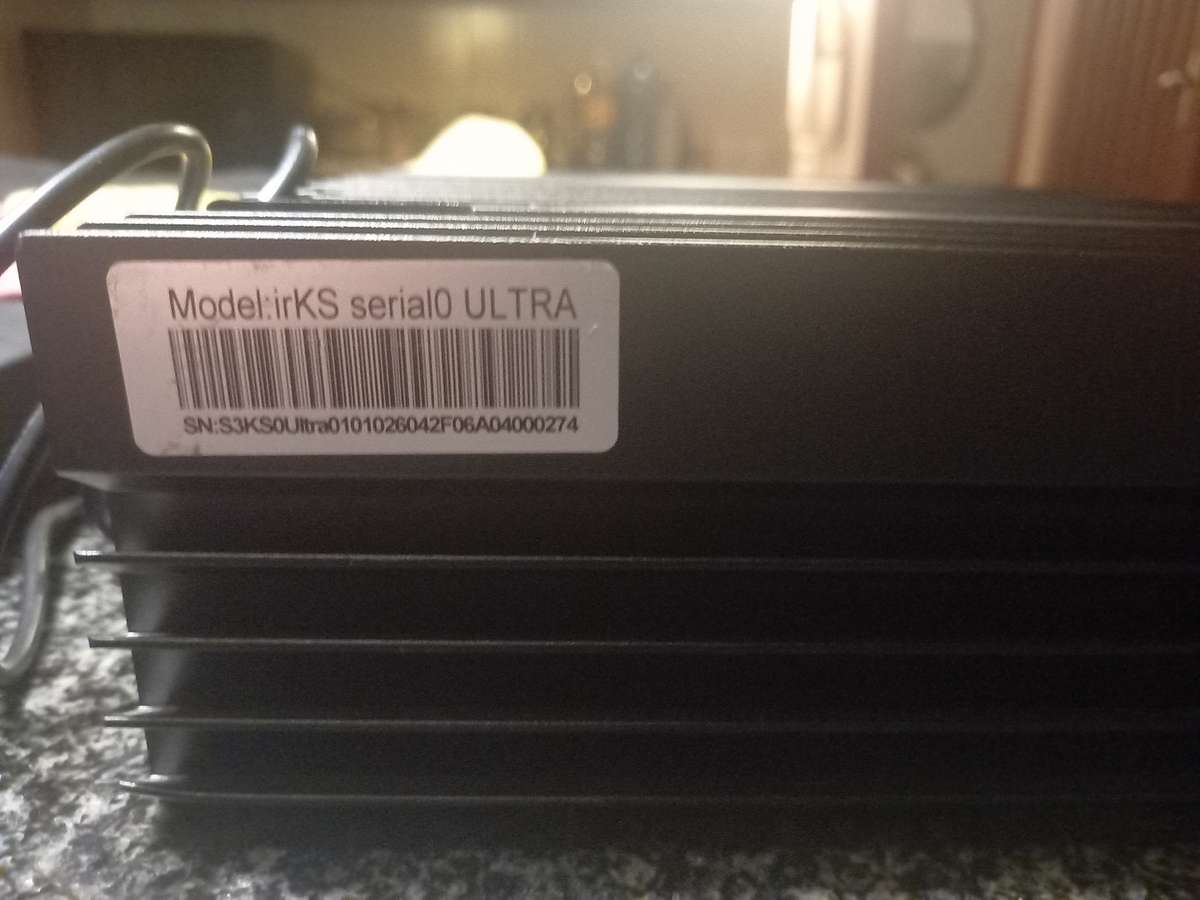 Model:irKS serial0 ULTRA
SN:S3KS0Ultra0101026042F06A04000274